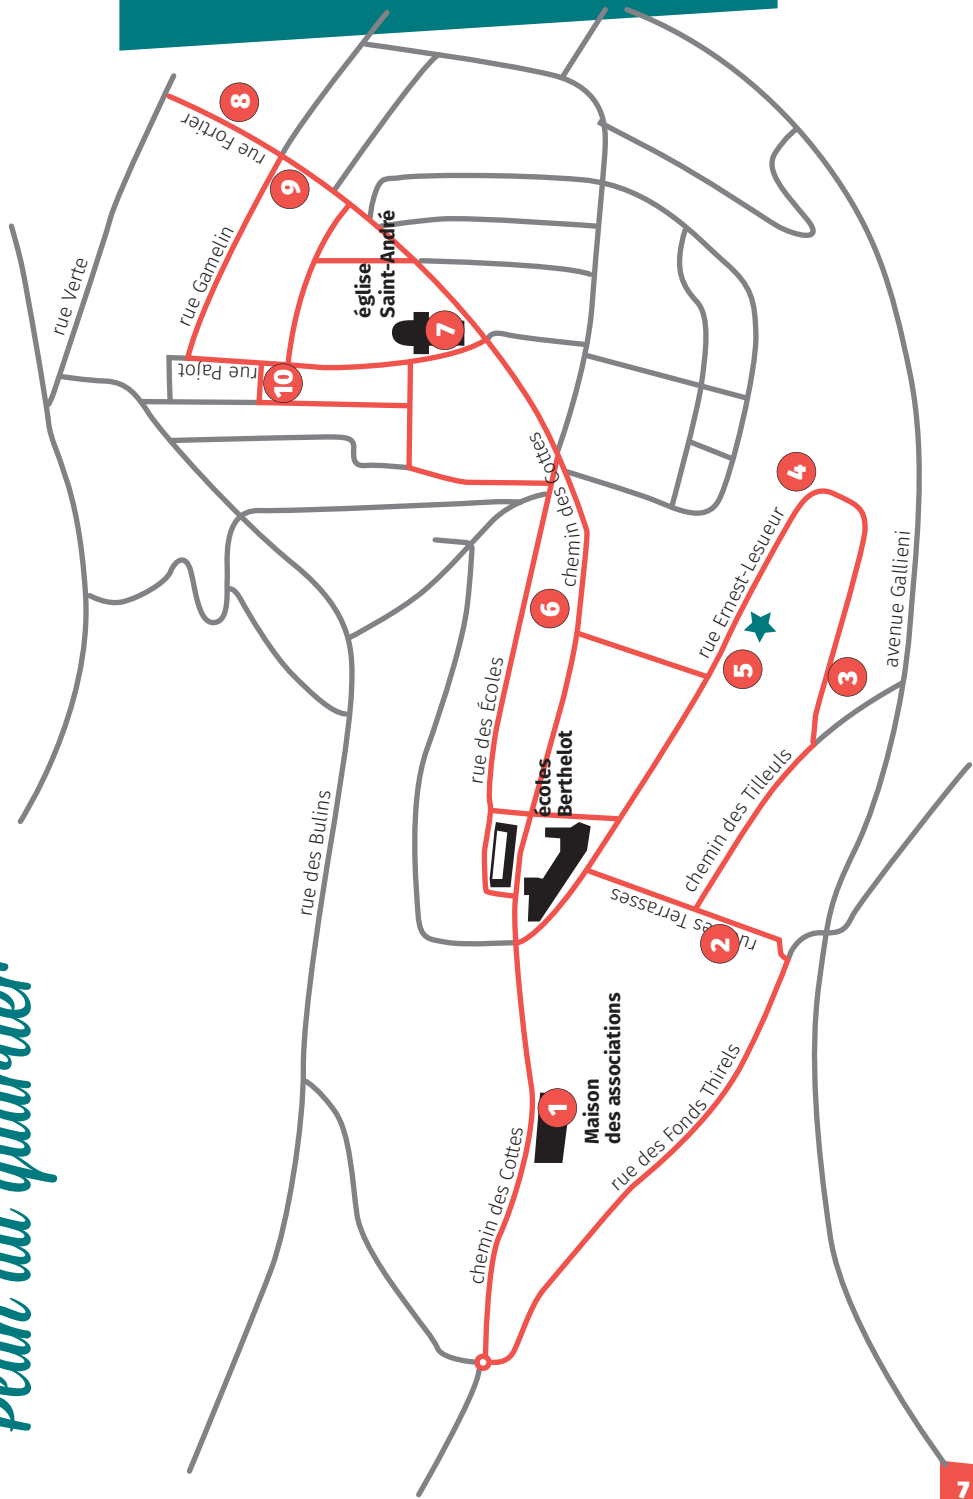 Plan du quartier
rue Verte
rue Gamelin
rue Fortier
8
9
rue Pajot
10
église
Saint-André
7
rue des Bulins
rue des Écoles
6
chemin des Cottes
écoles
Berthelot
rue Ernest-Lesueur
4
5
3
avenue Gallieni
chemin des Tilleuls
rue des Terrasses
2
chemin des Cottes
1
Maison
des associations
rue des Fonds Thirels
7